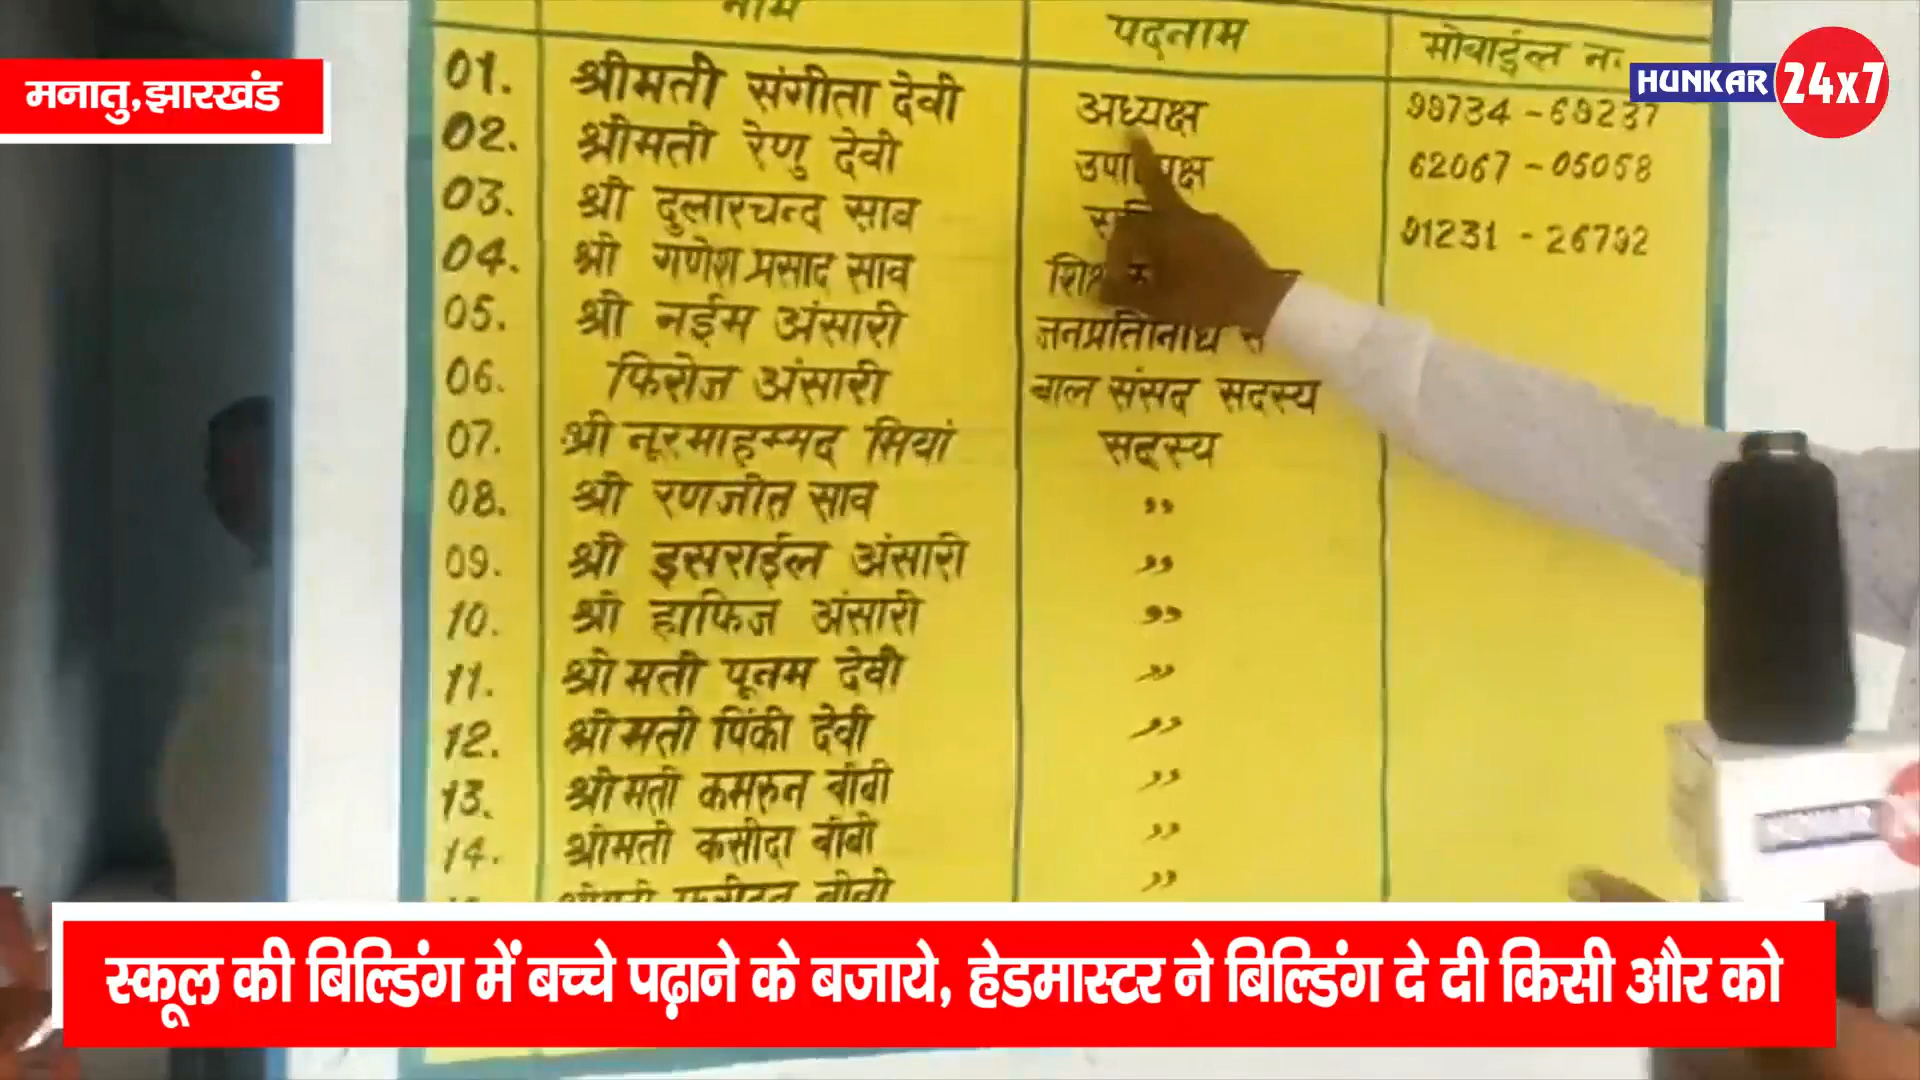 नाम पदनाम मोबाईल न.
HUNKAR 24x7
मनातु,झारखंड
01. श्रीमती संगीता देवी अध्यक्ष 99734-69237
02. श्रीमती रेणु देवी 62067-05058
03. श्री दुलारचन्द साव 91231-26792
04. श्री गणेश प्रसाद साव
05. श्री नईम अंसारी
06. फिरोज अंसारी बाल संसद सदस्य
07. श्री नूरमाहम्मद मियां सदस्य
08. श्री रणजीत साव ,,
09. श्री इसराईल अंसारी ,,
10. श्री हाफिज अंसारी ,,
11. श्रीमती पूनम देवी ,,
12. श्रीमती पिंकी देवी ,,
13. श्रीमती कमरुन बीबी ,,
14. श्रीमती कसीदा बीबी ,,
,,
स्कूल की बिल्डिंग में बच्चे पढ़ाने के बजाये, हेडमास्टर ने बिल्डिंग दे दी किसी और को